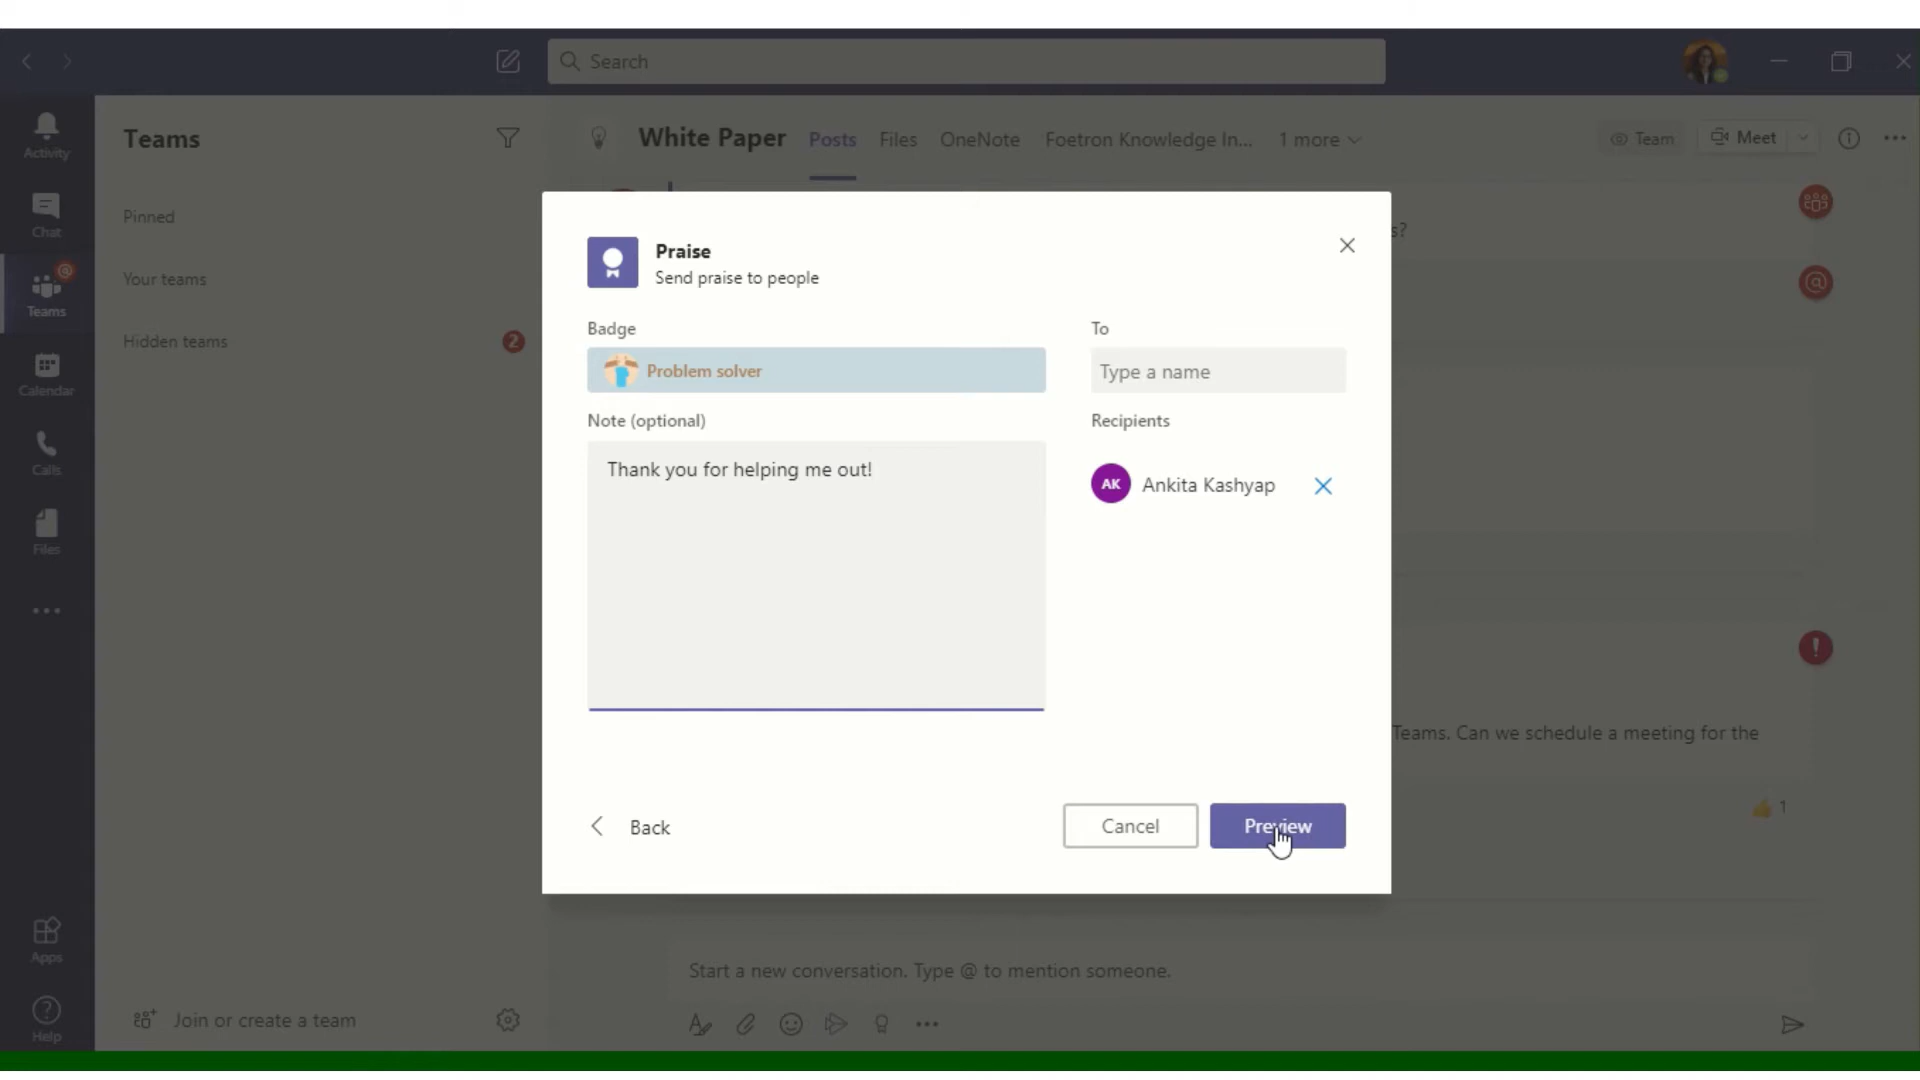 Search
Activity
Chat
Teams
Calendar
Calls
Files
Apps
Help
Teams
Pinned
Your teams
Hidden teams
2
Join or create a team
White Paper
Posts
Files
OneNote
Foetron Knowledge In...
1 more
Team
Meet
s?
Praise
Send praise to people
Badge
Problem solver
Note (optional)
Thank you for helping me out!
To
Type a name
Recipients
AK
Ankita Kashyap
Back
Cancel
Preview
Teams. Can we schedule a meeting for the
1
Start a new conversation. Type @ to mention someone.